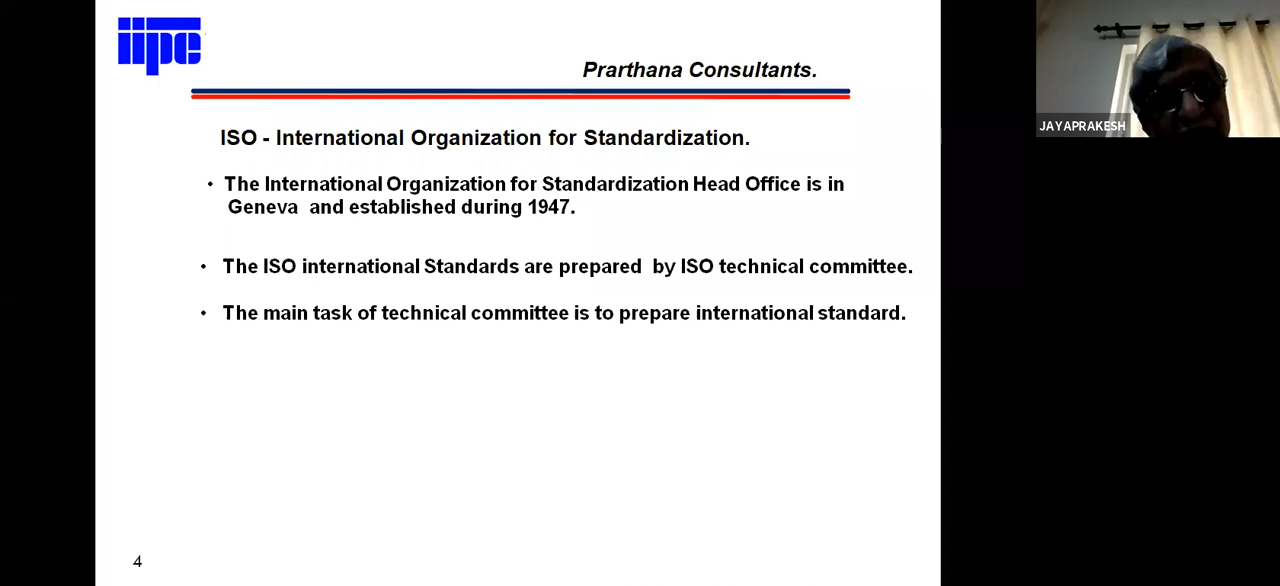 iipe
Prarthana Consultants.
ISO - International Organization for Standardization.
• The International Organization for Standardization Head Office is in
Geneva and established during 1947.
• The ISO international Standards are prepared by ISO technical committee.
• The main task of technical committee is to prepare international standard.
4
JAYAPRAKESH